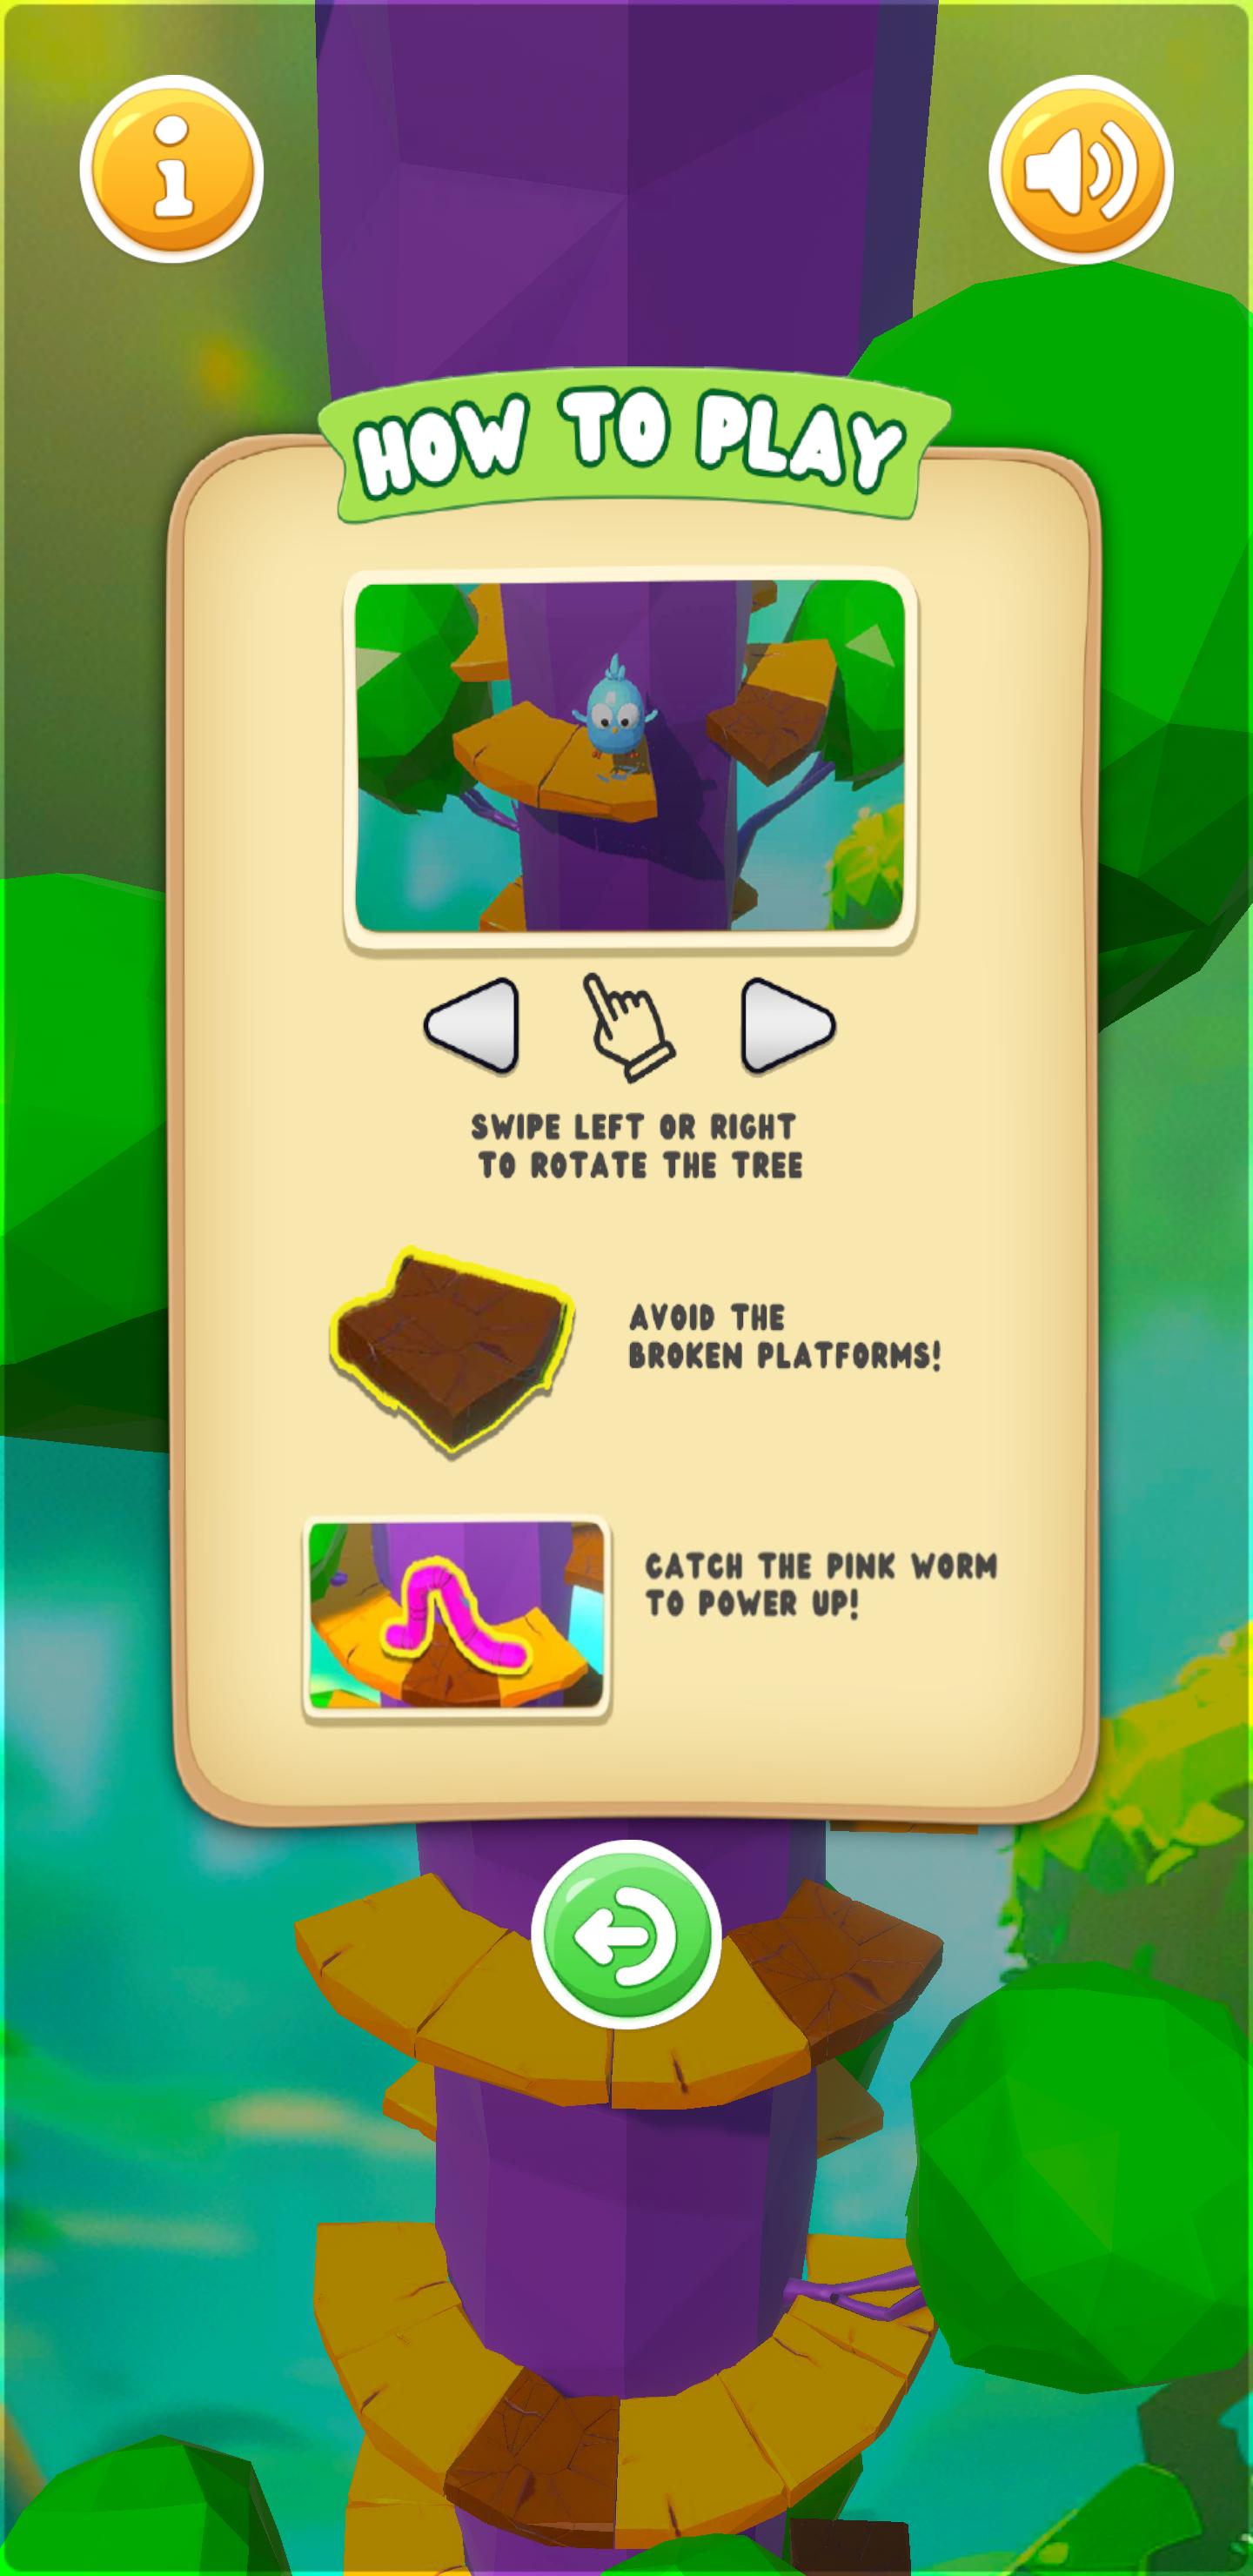 HOW TO PLAY
SWIPE LEFT OR RIGHT
TO ROTATE THE TREE
AVOID THE
BROKEN PLATFORMS!
CATCH THE PINK WORM
TO POWER UP!